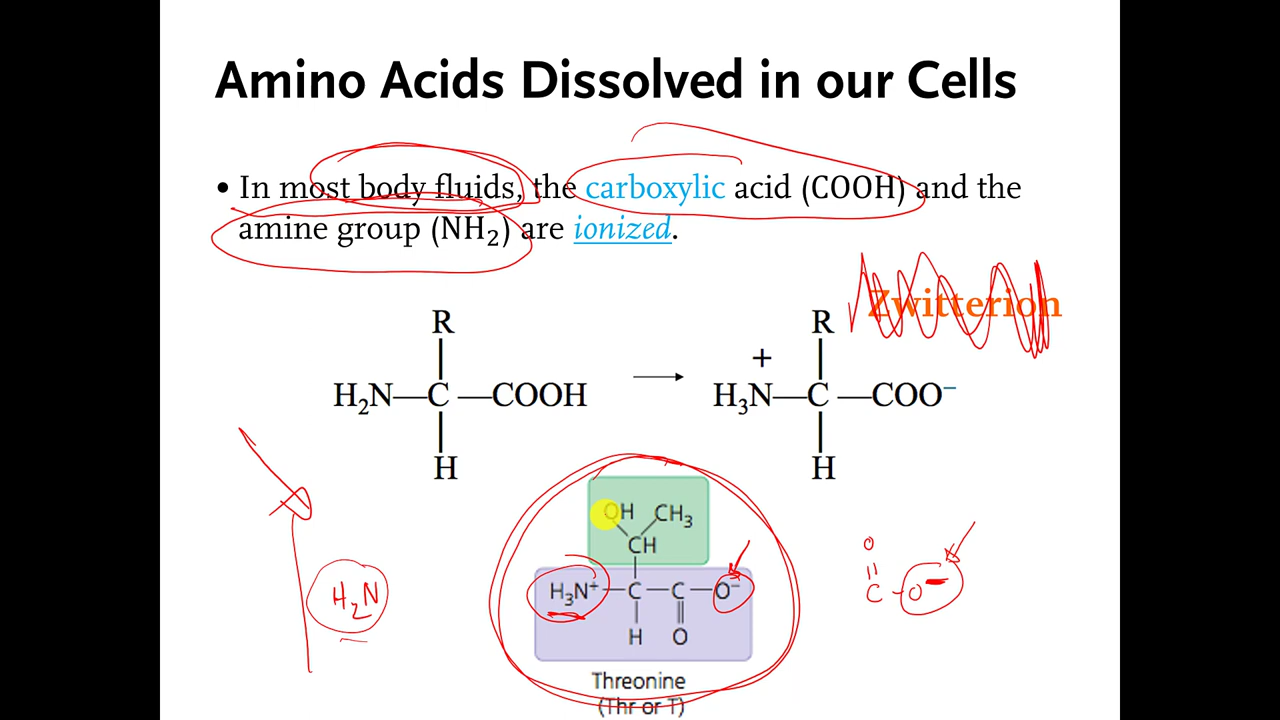 Amino Acids Dissolved in our Cells
• In most body fluids, the carboxylic acid (COOH) and the
amine group (NH₂) are ionized.
Zwitterion
R R
+
H₂N—C—COOH → H₃N—C—COO⁻
H H
OH CH₃
CH
H₃N⁺—C—C—O⁻
H O
Threonine
(Thr or T)
H₂N
O
C-O⁻